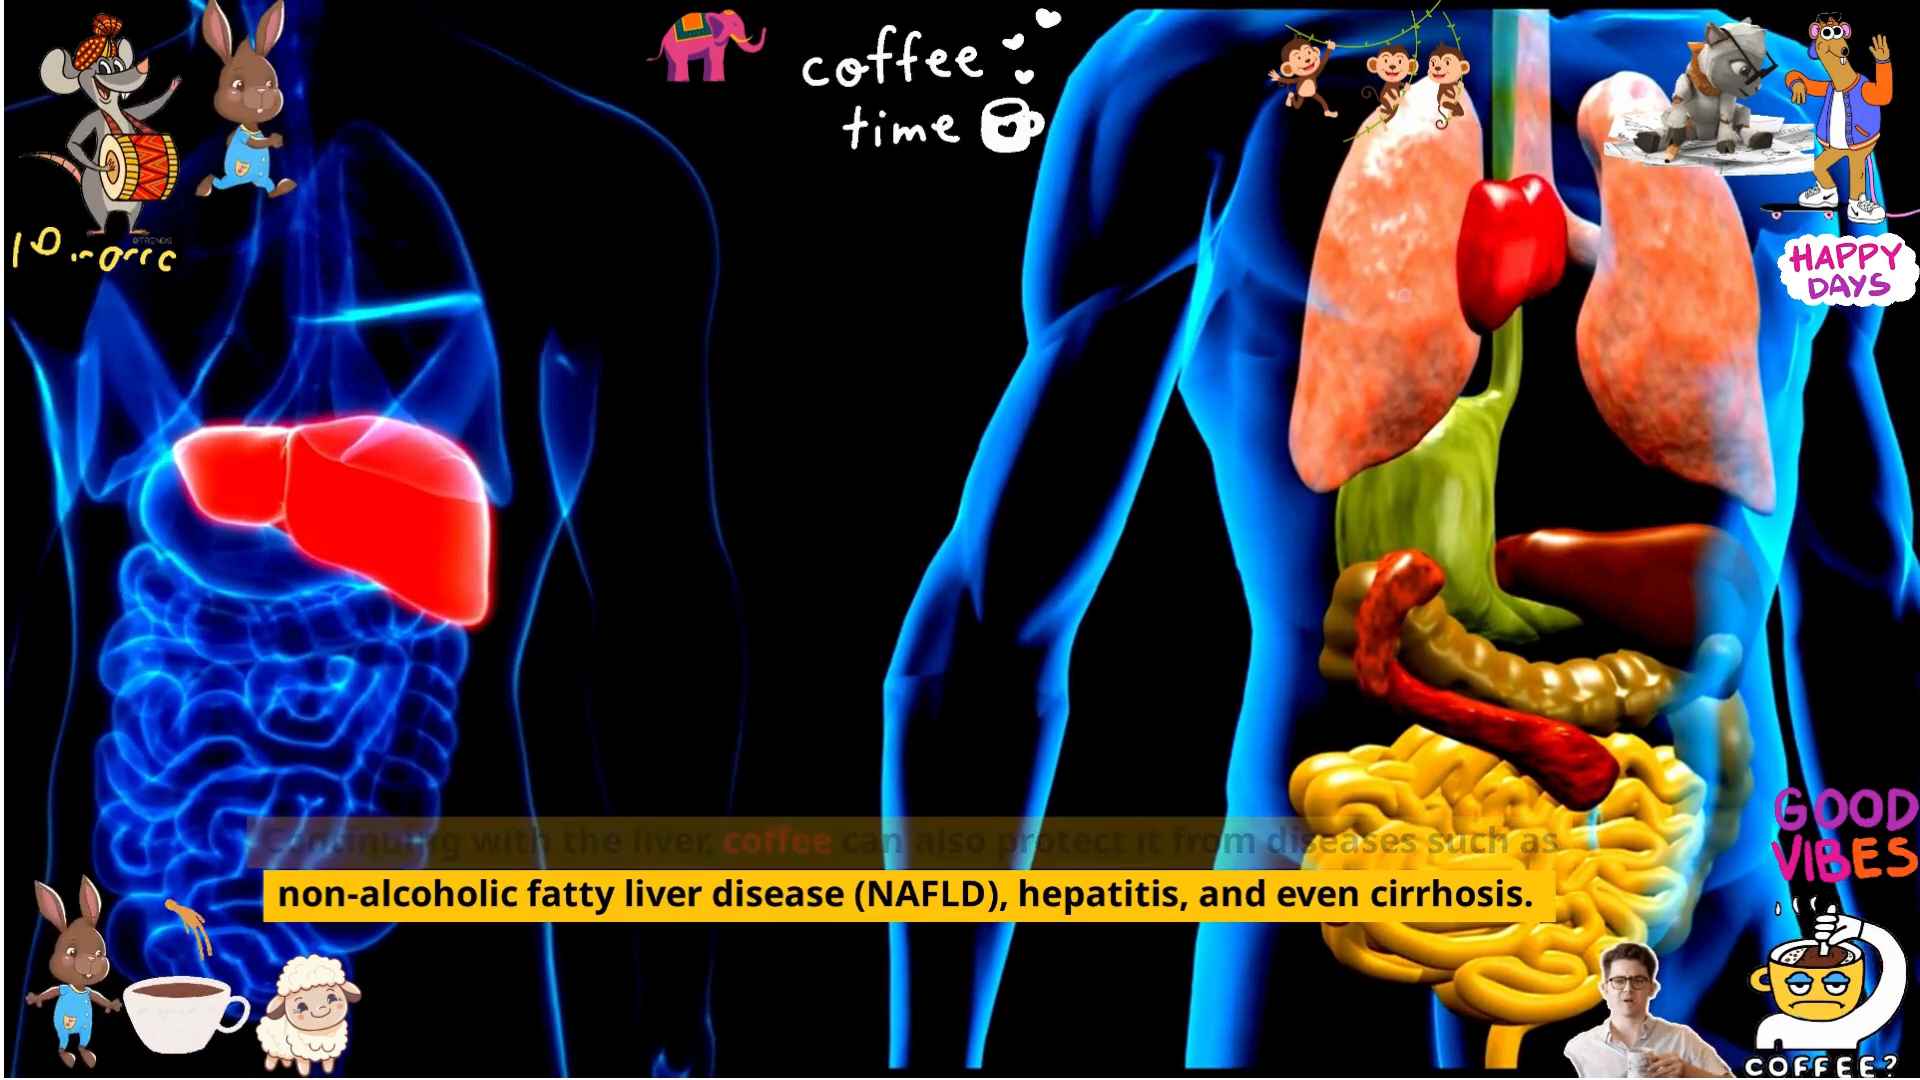 coffee
time
HAPPY
DAYS
Continuing with the liver, coffee can also protect it from diseases such as
non-alcoholic fatty liver disease (NAFLD), hepatitis, and even cirrhosis.
GOOD
VIBES
COFFEE?